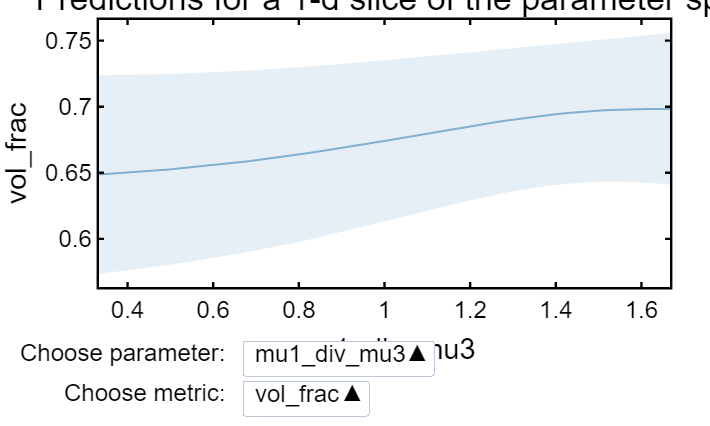 Predictions for a 1-d slice of the parameter
vol_frac
0.75
0.7
0.65
0.6
0.4 0.6 0.8 1 1.2 1.4 1.6
Choose parameter: mu1_div_mu3▲
Choose metric: vol_frac▲